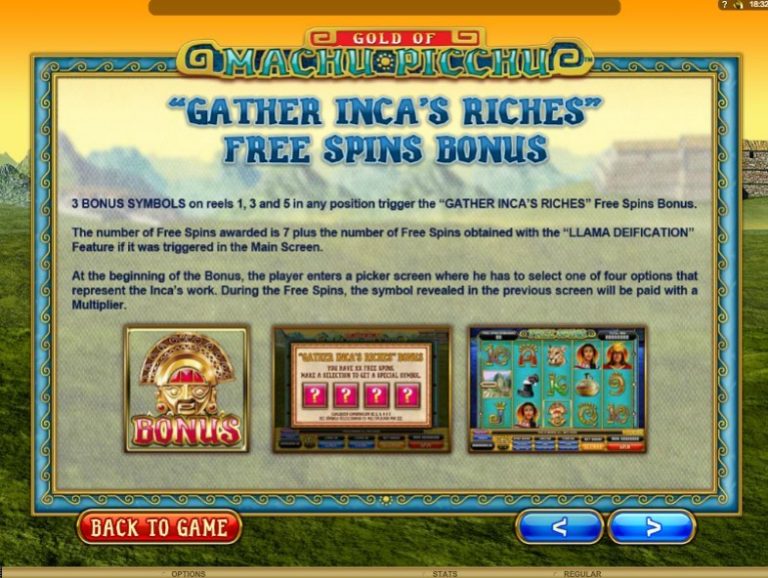 18:32
GOLD OF
MACHU PICCHU
"GATHER INCA'S RICHES"
FREE SPINS BONUS
3 BONUS SYMBOLS on reels 1, 3 and 5 in any position trigger the "GATHER INCA'S RICHES" Free Spins Bonus.
The number of Free Spins awarded is 7 plus the number of Free Spins obtained with the "LLAMA DEIFICATION"
Feature if it was triggered in the Main Screen.
At the beginning of the Bonus, the player enters a picker screen where he has to select one of four options that
represent the Inca's work. During the Free Spins, the symbol revealed in the previous screen will be paid with a
Multiplier.
BONUS
"GATHER INCA'S RICHES" BONUS
YOU HAVE XX FREE SPINS.
MAKE A SELECTION TO GET A SPECIAL SYMBOL.
? ? ? ?
BACK TO GAME
< >
OPTIONS STATS REGULAR